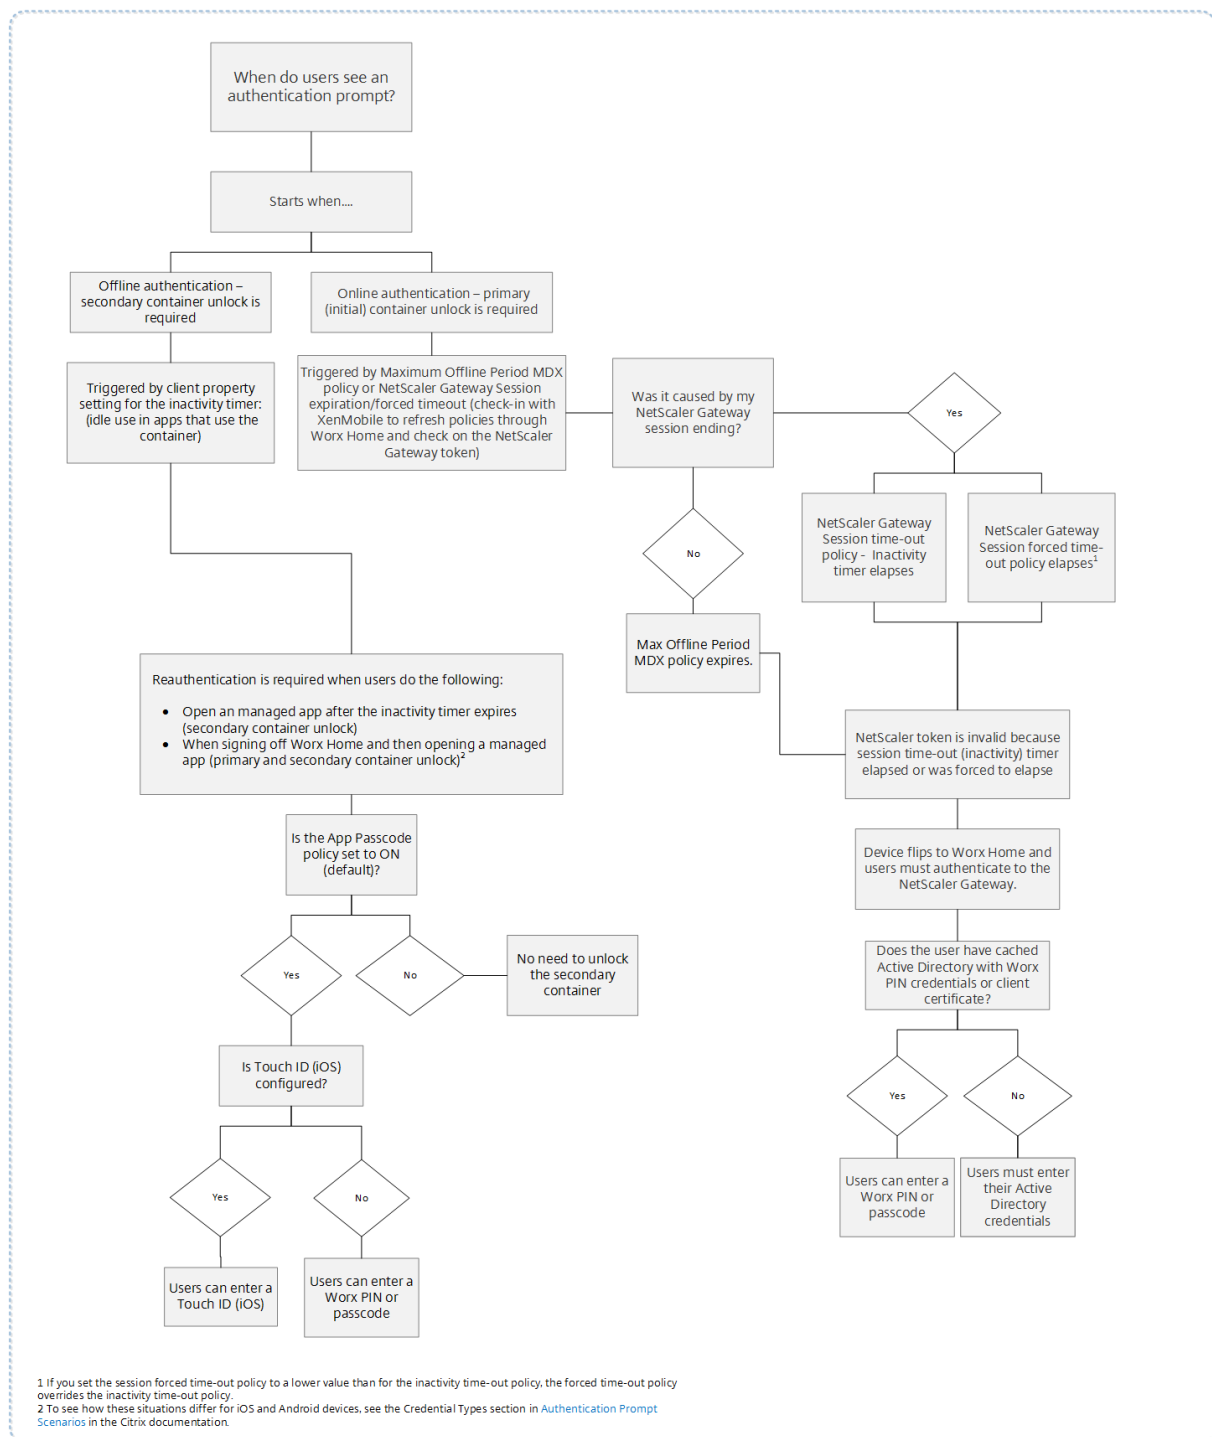 When do users see an
authentication prompt?
Starts when....
Offline authentication –
secondary container unlock is
required
Online authentication – primary
(initial) container unlock is required
Triggered by client property
setting for the inactivity timer:
(idle use in apps that use the
container)
Triggered by Maximum Offline Period MDX
policy or NetScaler Gateway Session
expiration/forced timeout (check-in with
XenMobile to refresh policies through
Worx Home and check on the NetScaler
Gateway token)
Was it caused by my
NetScaler Gateway
session ending?
Yes
No
NetScaler Gateway
Session time-out
policy - Inactivity
timer elapses
NetScaler Gateway
Session forced time-
out policy elapses¹
Max Offline Period
MDX policy expires.
Reauthentication is required when users do the following:
• Open an managed app after the inactivity timer expires
(secondary container unlock)
• When signing off Worx Home and then opening a managed
app (primary and secondary container unlock)²
NetScaler token is invalid because
session time-out (inactivity) timer
elapsed or was forced to elapse
Is the App Passcode
policy set to ON
(default)?
Device flips to Worx Home and
users must authenticate to the
NetScaler Gateway.
Yes
No
No need to unlock
the secondary
container
Does the user have cached
Active Directory with Worx
PIN credentials or client
certificate?
Is Touch ID (iOS)
configured?
Yes
No
Yes
No
Users can enter a
Worx PIN or
passcode
Users must enter
their Active
Directory
credentials
Users can enter a
Touch ID (iOS)
Users can enter a
Worx PIN or
passcode
1 If you set the session forced time-out policy to a lower value than for the inactivity time-out policy, the forced time-out policy
overrides the inactivity time-out policy.
2 To see how these situations differ for iOS and Android devices, see the Credential Types section in Authentication Prompt
Scenarios in the Citrix documentation.